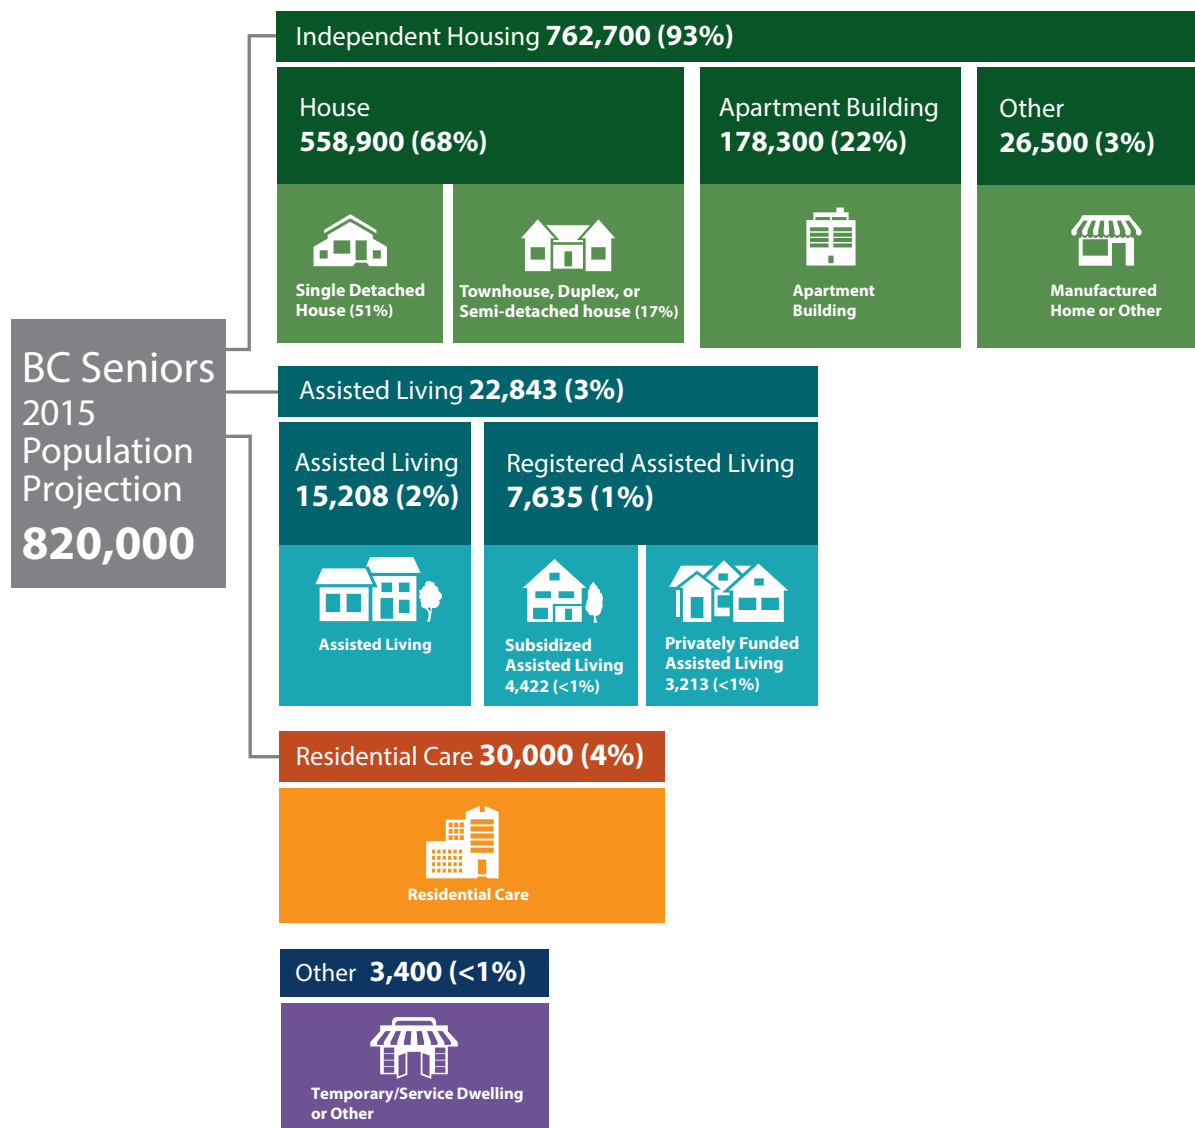 BC Seniors
2015
Population
Projection
820,000
Independent Housing 762,700 (93%)
House
558,900 (68%)
Single Detached
House (51%)
Townhouse, Duplex, or
Semi-detached house (17%)
Apartment Building
178,300 (22%)
Apartment
Building
Other
26,500 (3%)
Manufactured
Home or Other
Assisted Living 22,843 (3%)
Assisted Living
15,208 (2%)
Assisted Living
Registered Assisted Living
7,635 (1%)
Subsidized
Assisted Living
4,422 (<1%)
Privately Funded
Assisted Living
3,213 (<1%)
Residential Care 30,000 (4%)
Residential Care
Other 3,400 (<1%)
Temporary/Service Dwelling
or Other